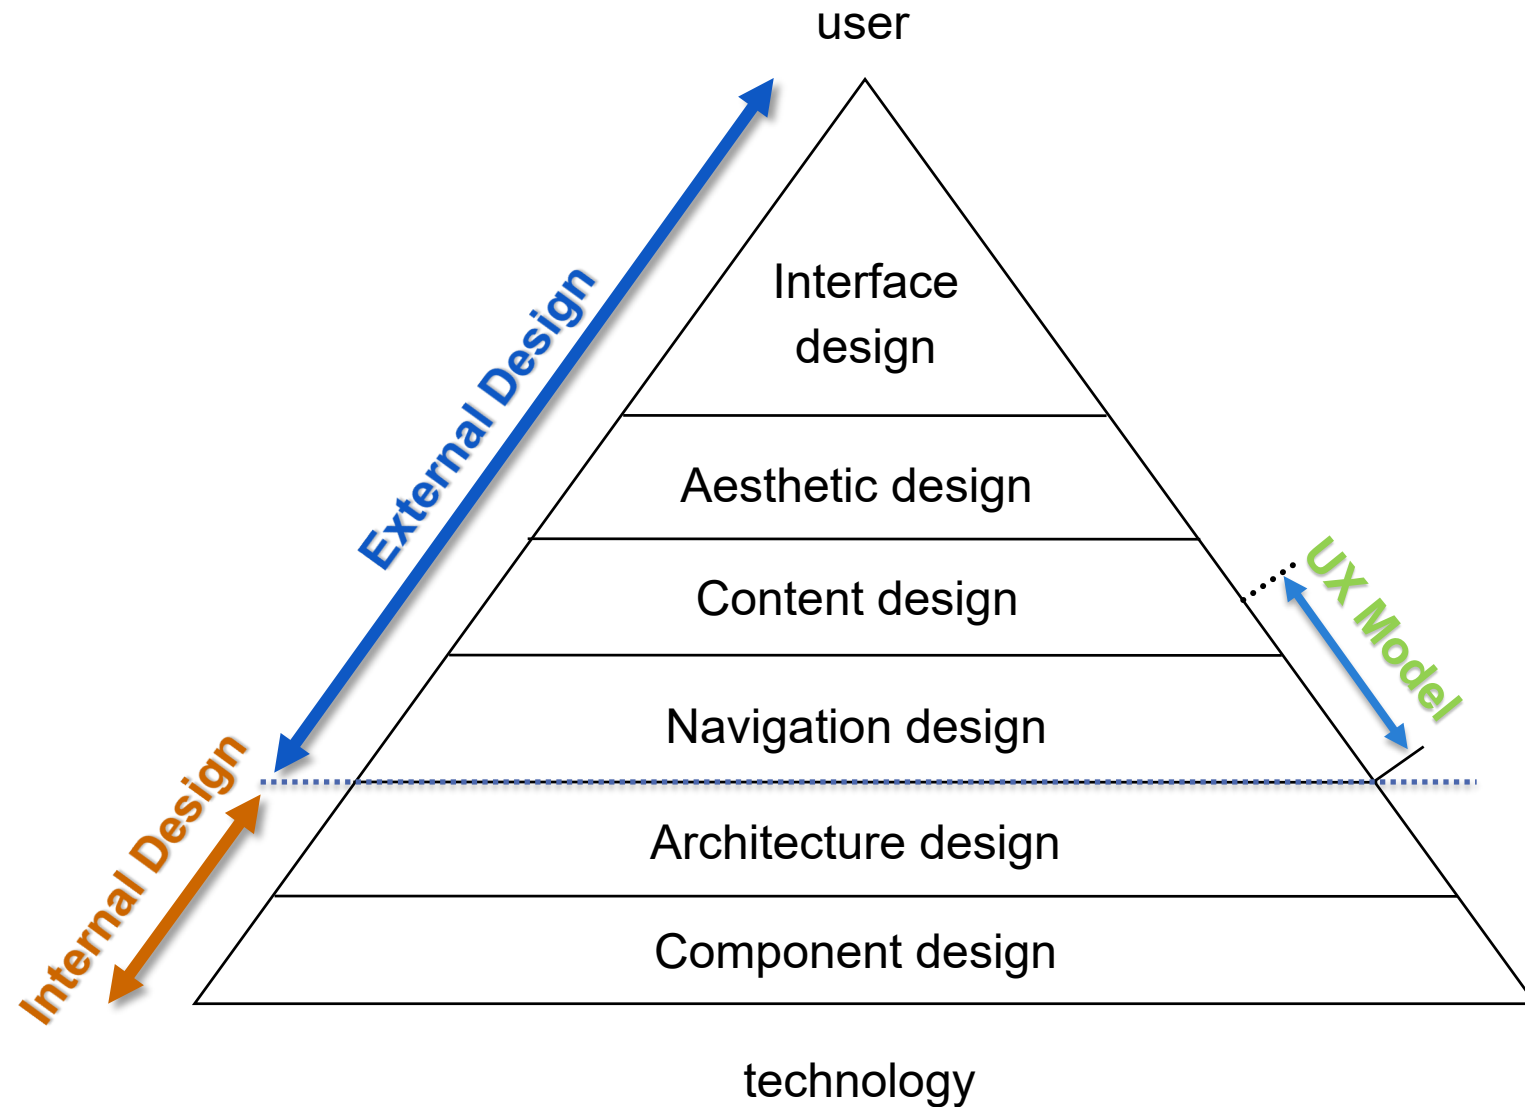 user
Interface
design
Aesthetic design
Content design
Navigation design
Architecture design
Component design
technology
External Design
Internal Design
UX Model